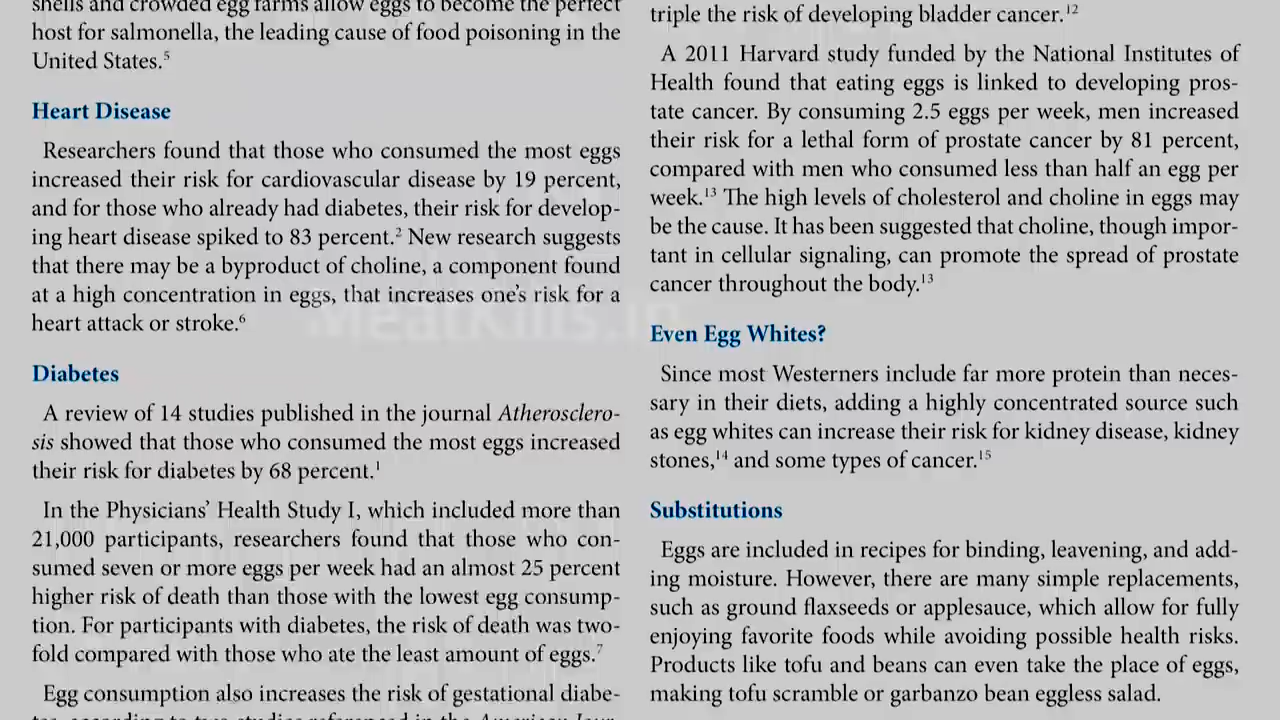 shells and crowded egg farms allow eggs to become the perfect
host for salmonella, the leading cause of food poisoning in the
United States.5
Heart Disease
Researchers found that those who consumed the most eggs
increased their risk for cardiovascular disease by 19 percent,
and for those who already had diabetes, their risk for develop-
ing heart disease spiked to 83 percent.2 New research suggests
that there may be a byproduct of choline, a component found
at a high concentration in eggs, that increases one’s risk for a
heart attack or stroke.6
Diabetes
A review of 14 studies published in the journal Atherosclero-
sis showed that those who consumed the most eggs increased
their risk for diabetes by 68 percent.1
In the Physicians’ Health Study I, which included more than
21,000 participants, researchers found that those who con-
sumed seven or more eggs per week had an almost 25 percent
higher risk of death than those with the lowest egg consump-
tion. For participants with diabetes, the risk of death was two-
fold compared with those who ate the least amount of eggs.7
Egg consumption also increases the risk of gestational diabe-
tes, according to two studies referenced in the American Jour-
triple the risk of developing bladder cancer.12
A 2011 Harvard study funded by the National Institutes of
Health found that eating eggs is linked to developing pros-
tate cancer. By consuming 2.5 eggs per week, men increased
their risk for a lethal form of prostate cancer by 81 percent,
compared with men who consumed less than half an egg per
week.13 The high levels of cholesterol and choline in eggs may
be the cause. It has been suggested that choline, though impor-
tant in cellular signaling, can promote the spread of prostate
cancer throughout the body.13
Even Egg Whites?
Since most Westerners include far more protein than neces-
sary in their diets, adding a highly concentrated source such
as egg whites can increase their risk for kidney disease, kidney
stones,14 and some types of cancer.15
Substitutions
Eggs are included in recipes for binding, leavening, and add-
ing moisture. However, there are many simple replacements,
such as ground flaxseeds or applesauce, which allow for fully
enjoying favorite foods while avoiding possible health risks.
Products like tofu and beans can even take the place of eggs,
making tofu scramble or garbanzo bean eggless salad.
MeatKills.in